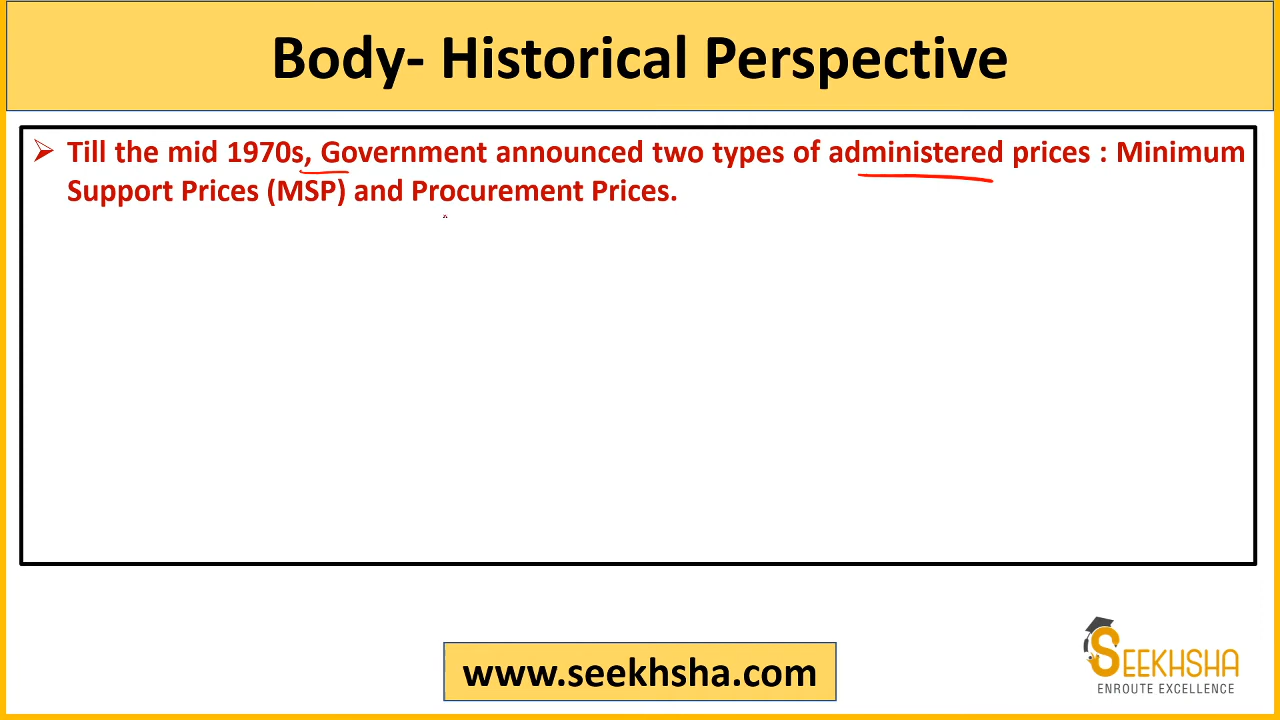 Body- Historical Perspective
Till the mid 1970s, Government announced two types of administered prices : Minimum
Support Prices (MSP) and Procurement Prices.
www.seekhsha.com
SEEKHSHA
ENROUTE EXCELLENCE